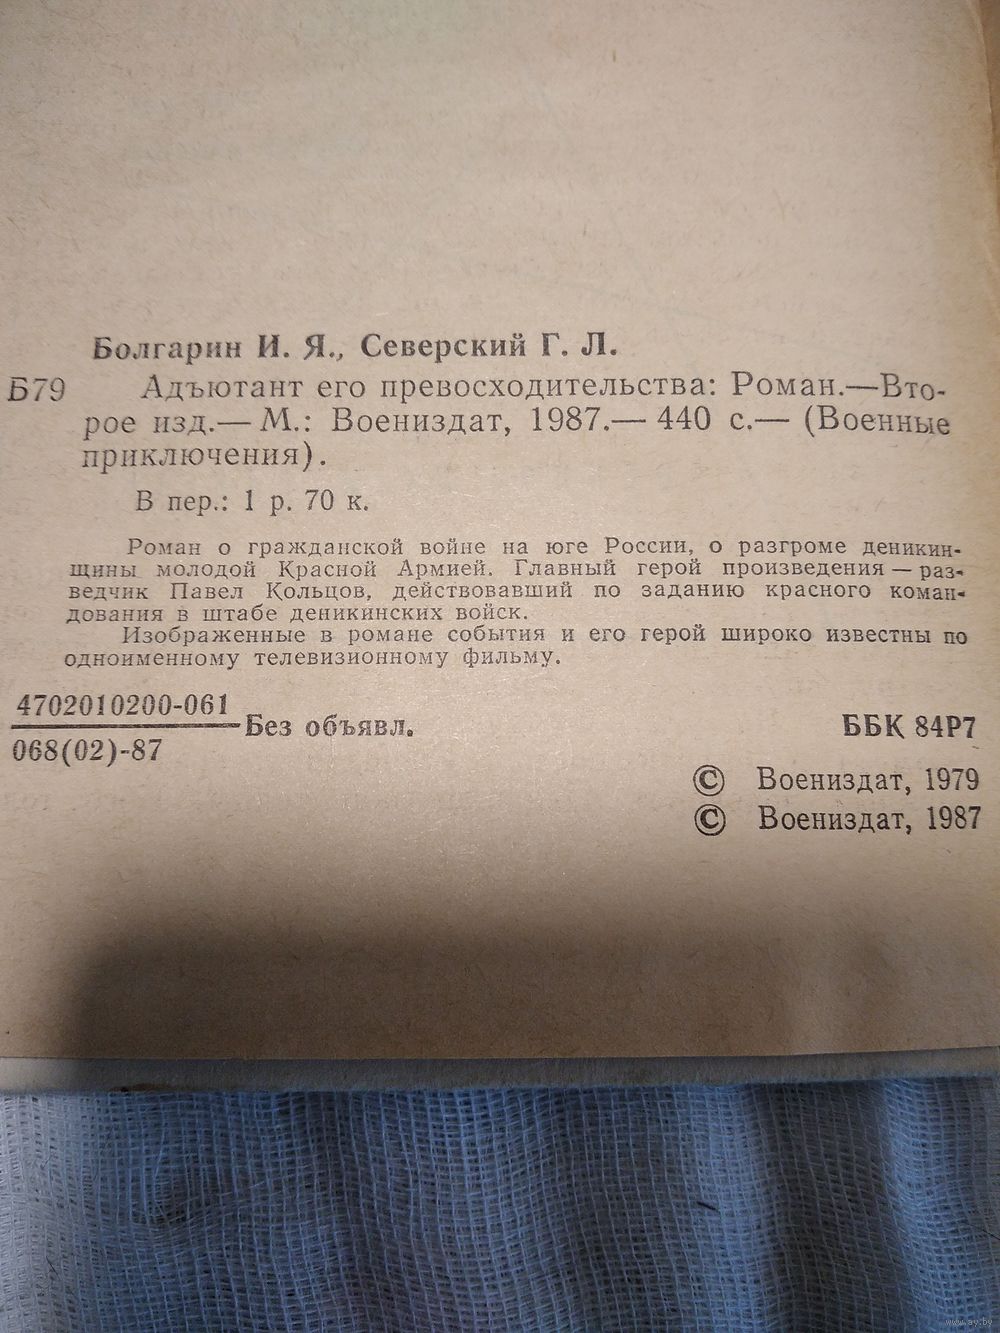 Болгарин И. Я., Северский Г. Л.
Б79 Адъютант его превосходительства: Роман.—Вто-
рое изд.— М.: Воениздат, 1987.— 440 с.— (Военные
приключения).
В пер.: 1 р. 70 к.
Роман о гражданской войне на юге России, о разгроме деникин-
щины молодой Красной Армией. Главный герой произведения — раз-
ведчик Павел Кольцов, действовавший по заданию красного коман-
дования в штабе деникинских войск.
Изображенные в романе события и его герой широко известны по
одноименному телевизионному фильму.
4702010200-061
068(02)-87
Без объявл.
ББК 84Р7
© Воениздат, 1979
© Воениздат, 1987
www.ay.by